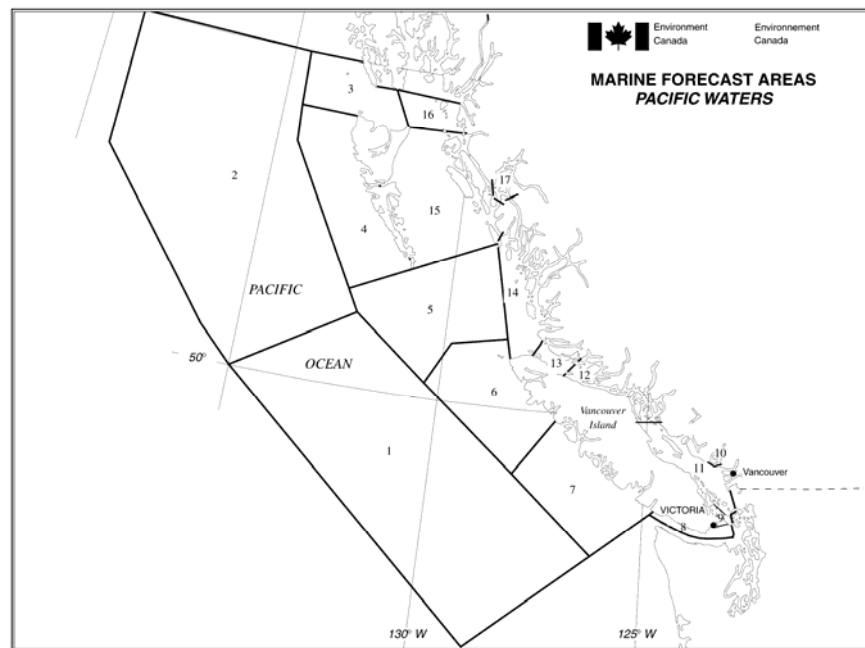 Environment
Canada
Environnement
Canada
MARINE FORECAST AREAS
PACIFIC WATERS
3
16
2
17
15
4
PACIFIC
14
5
50°
OCEAN
13
12
6
Vancouver
Island
1
10
11
Vancouver
7
VICTORIA
9
8
130° W
125° W